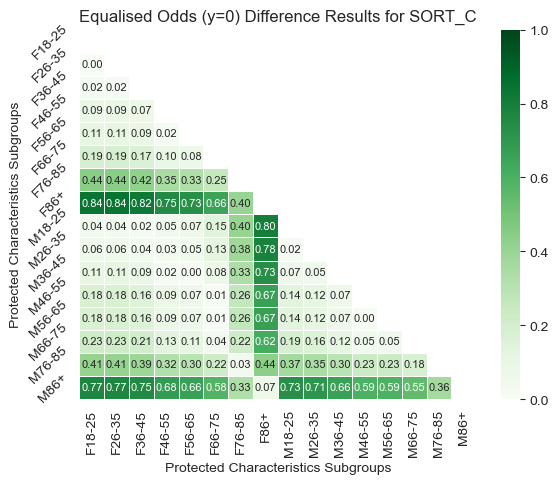 Equalised Odds (y=0) Difference Results for SORT_C
Protected Characteristics Subgroups
F18-25
F26-35 0.00
F36-45 0.02 0.02
F46-55 0.09 0.09 0.07
F56-65 0.11 0.11 0.09 0.02
F66-75 0.19 0.19 0.17 0.10 0.08
F76-85 0.44 0.44 0.42 0.35 0.33 0.25
F86+ 0.84 0.84 0.82 0.75 0.73 0.66 0.40
M18-25 0.04 0.04 0.02 0.05 0.07 0.15 0.40 0.80
M26-35 0.06 0.06 0.04 0.03 0.05 0.13 0.38 0.78 0.02
M36-45 0.11 0.11 0.09 0.02 0.00 0.08 0.33 0.73 0.07 0.05
M46-55 0.18 0.18 0.16 0.09 0.07 0.01 0.26 0.67 0.14 0.12 0.07
M56-65 0.18 0.18 0.16 0.09 0.07 0.01 0.26 0.67 0.14 0.12 0.07 0.00
M66-75 0.23 0.23 0.21 0.13 0.11 0.04 0.22 0.62 0.19 0.16 0.12 0.05 0.05
M76-85 0.41 0.41 0.39 0.32 0.30 0.22 0.03 0.44 0.37 0.35 0.30 0.23 0.23 0.18
M86+ 0.77 0.77 0.75 0.68 0.66 0.58 0.33 0.07 0.73 0.71 0.66 0.59 0.59 0.55 0.36
F18-25 F26-35 F36-45 F46-55 F56-65 F66-75 F76-85 F86+ M18-25 M26-35 M36-45 M46-55 M56-65 M66-75 M76-85 M86+
Protected Characteristics Subgroups
1.0
0.8
0.6
0.4
0.2
0.0